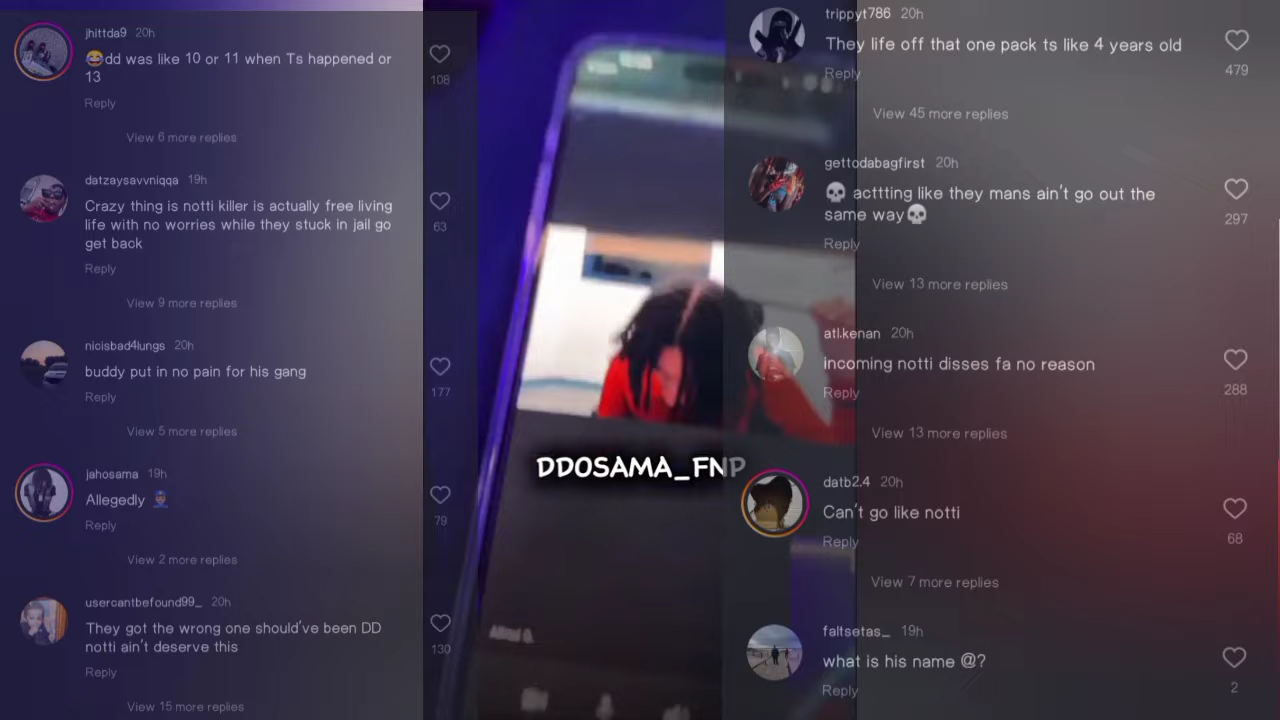 jhittda9 20h
😂dd was like 10 or 11 when Ts happened or
13
108
Reply
View 6 more replies
datzaysavvniqqa 19h
Crazy thing is notti killer is actually free living
life with no worries while they stuck in jail go
get back
63
Reply
View 9 more replies
nicisbad4lungs 20h
buddy put in no pain for his gang
177
Reply
View 5 more replies
jahosama 19h
Allegedly 👮🏾‍♂️
79
Reply
View 2 more replies
usercantbefound99_ 20h
They got the wrong one should've been DD
notti ain't deserve this
130
Reply
View 15 more replies
DDOSAMA_FNP
trippyt786 20h
They life off that one pack ts like 4 years old
479
Reply
View 45 more replies
gettodabagfirst 20h
💀 acttting like they mans ain't go out the
same way💀
297
Reply
View 13 more replies
atl.kenan 20h
incoming notti disses fa no reason
288
Reply
View 13 more replies
datb2.4 20h
Can't go like notti
68
Reply
View 7 more replies
faltsetas_ 19h
what is his name @?
2
Reply